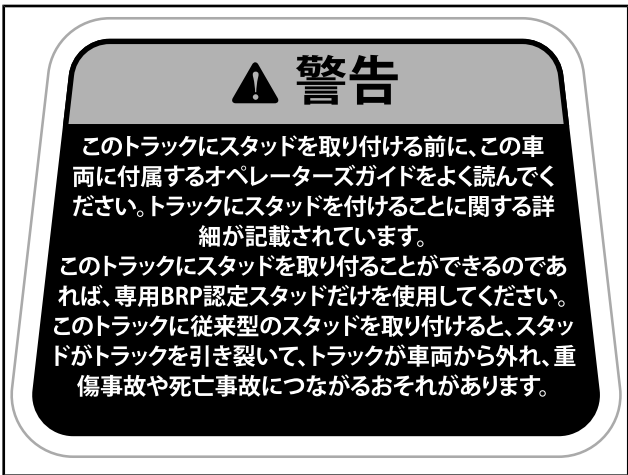 警告
このトラックにスタッドを取り付ける前に、この車
両に付属するオペレーターズガイドをよく読んでく
ださい。トラックにスタッドを付けることに関する詳
細が記載されています。
このトラックにスタッドを取り付ることができるのであ
れば、専用BRP認定スタッドだけを使用してください。
このトラックに従来型のスタッドを取り付けると、スタッ
ドがトラックを引き裂いて、トラックが車両から外れ、重
傷事故や死亡事故につながるおそれがあります。